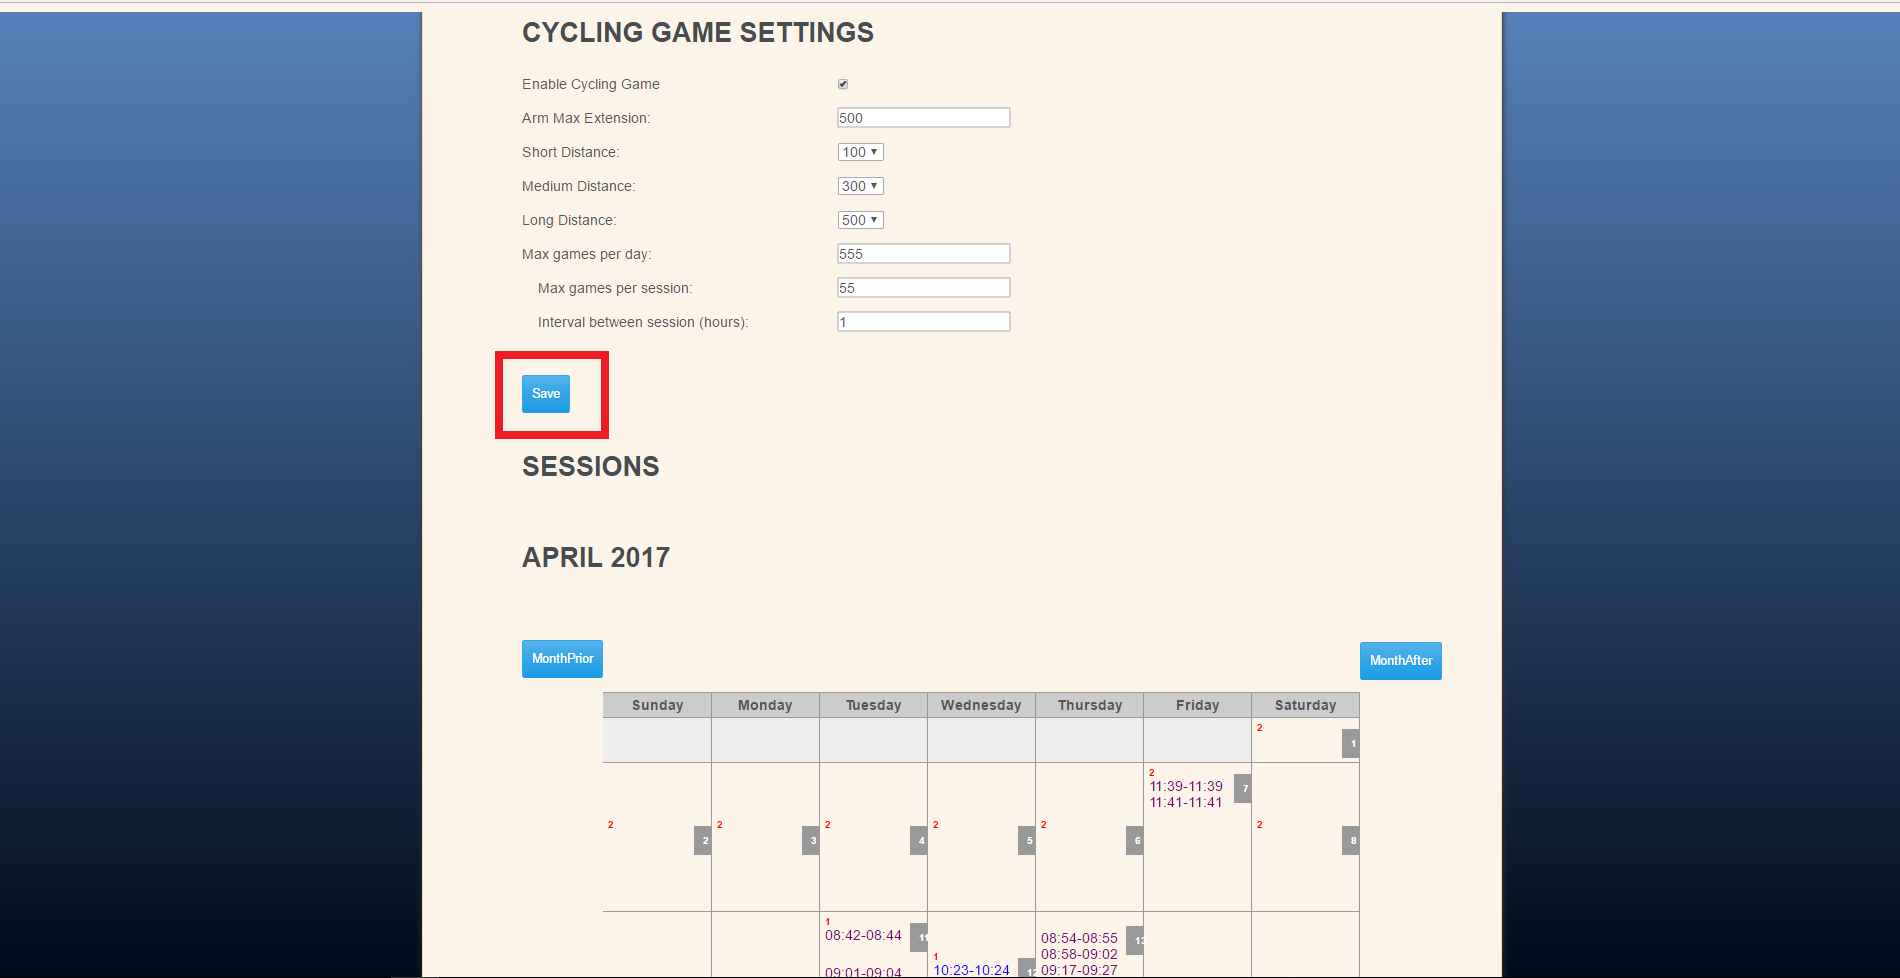 CYCLING GAME SETTINGS
Enable Cycling Game
Arm Max Extension: 500
Short Distance: 100
Medium Distance: 300
Long Distance: 500
Max games per day: 555
Max games per session: 55
Interval between session (hours): 1
Save
SESSIONS
APRIL 2017
MonthPrior
MonthAfter
Sunday Monday Tuesday Wednesday Thursday Friday Saturday
2 1
2 7
11:39-11:39
11:41-11:41
2 2 2 3 2 4 2 5 2 6 2 8
1
08:42-08:44 11
08:54-08:55 13
08:58-09:02
1
10:23-10:24 12
09:01-09:04
09:17-09:27